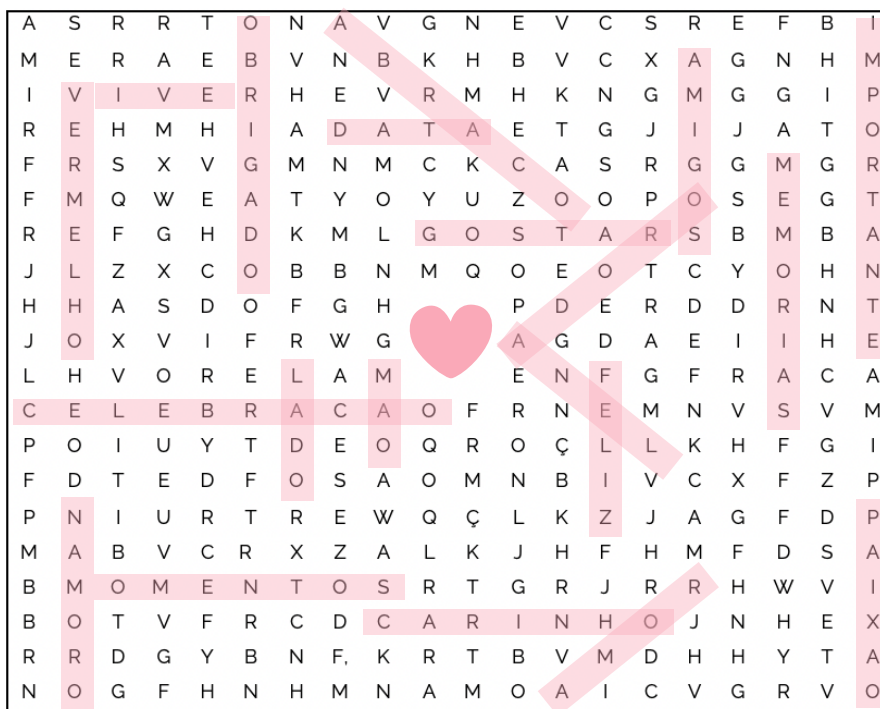 A S R R T O N A V G N E V C S R E F B I
M E R A E B V N B K H B V C X A G N H M
I V I V E R H E V R M H K N G M G G I P
R E H M H I A D A T A E T G J I J A T O
F R S X V G M N M C K C A S R G G M G R
F M Q W E A T Y O Y U Z O O P O S E G T
R E F G H D K M L G O S T A R S B M B A
J L Z X C O B B N M Q O E O T C Y O H N
H H A S D O F G H P D E R D D R N T
J O X V I F R W G A G D A E I I H E
L H V O R E L A M E N F G F R A C A
C E L E B R A C A O F R N E M N V S V M
P O I U Y T D E O Q R O Ç L L K H F G I
F D T E D F O S A O M N B I V C X F Z P
P N I U R T R E W Q Ç L K Z J A G F D P
M A B V C R X Z A L K J H F H M F D S A
B M O M E N T O S R T G R J R R H W V I
B O T V F R C D C A R I N H O J N H E X
R R D G Y B N F, K R T B V M D H H Y T A
N O G F H N H M N A M O A I C V G R V O